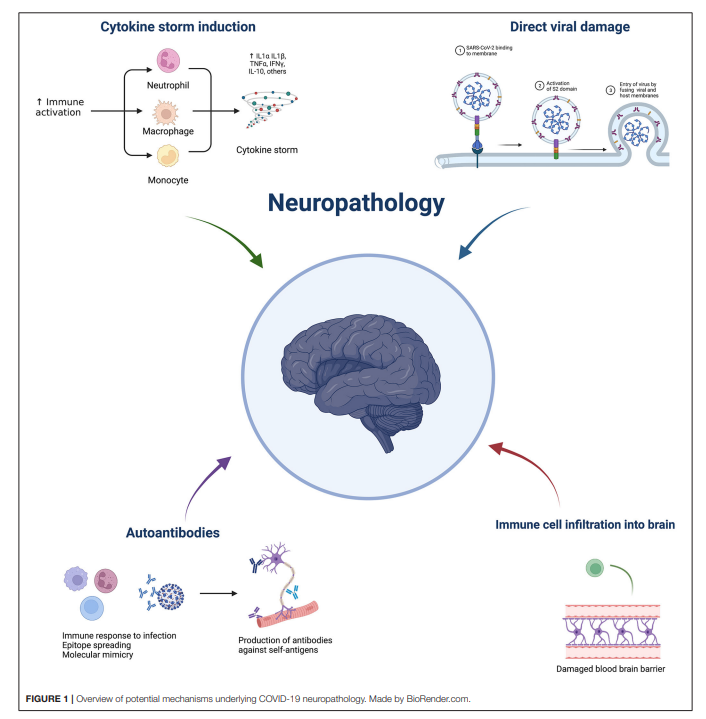 Cytokine storm induction
↑ Immune
activation
Neutrophil
Macrophage
Monocyte
↑ IL1α IL1β,
TNFα, IFNγ,
IL-10, others
Cytokine storm
Direct viral damage
1 SARS-CoV-2 binding
to membrane
2 Activation
of S2 domain
3 Entry of virus by
fusing viral and
host membranes
Neuropathology
Autoantibodies
Immune response to infection
Epitope spreading
Molecular mimicry
Production of antibodies
against self-antigens
Immune cell infiltration into brain
Damaged blood brain barrier
FIGURE 1 | Overview of potential mechanisms underlying COVID-19 neuropathology. Made by BioRender.com.